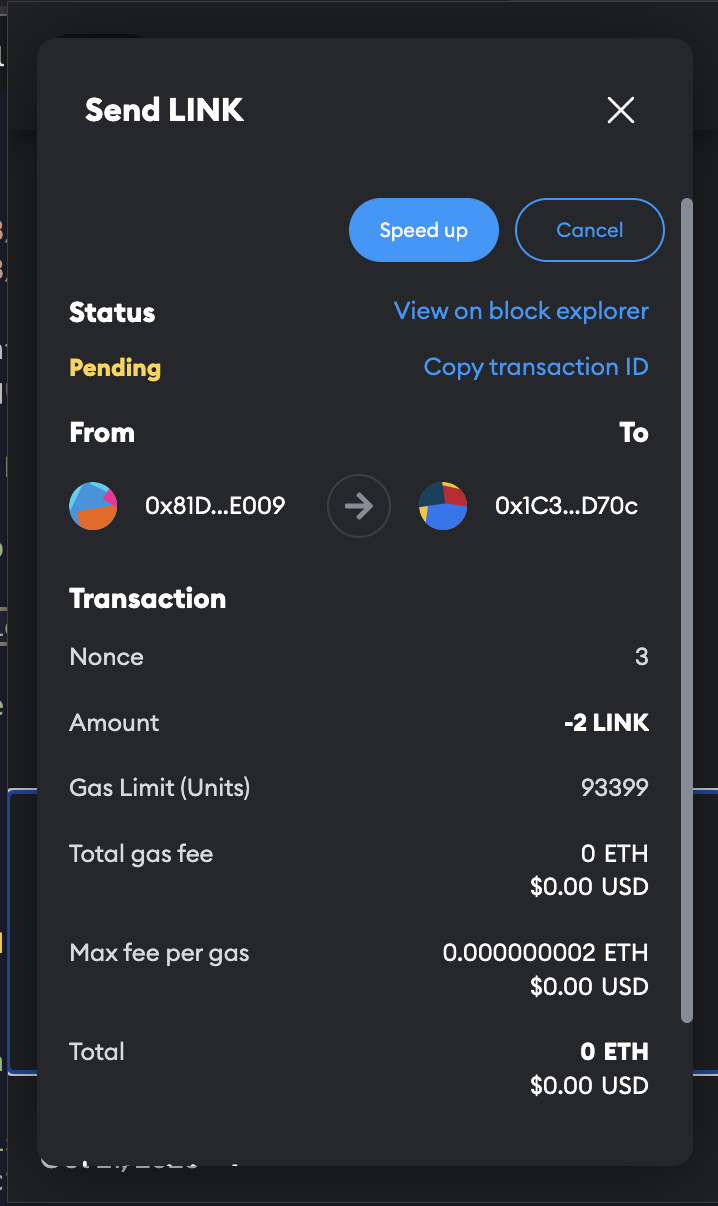 Send LINK
Speed up Cancel
Status View on block explorer
Pending Copy transaction ID
From To
0x81D...E009 0x1C3...D70c
Transaction
Nonce 3
Amount -2 LINK
Gas Limit (Units) 93399
Total gas fee 0 ETH
$0.00 USD
Max fee per gas 0.000000002 ETH
$0.00 USD
Total 0 ETH
$0.00 USD